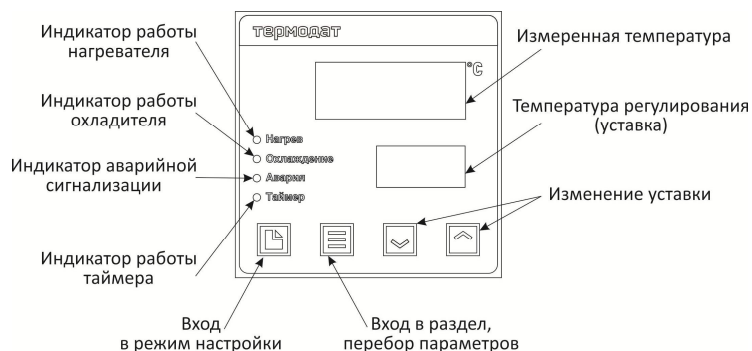 Индикатор работы
нагревателя
Индикатор работы
охладителя
Индикатор аварийной
сигнализации
Индикатор работы
таймера
термодат
°C
Нагрев
Охлаждение
Авария
Таймер
Измеренная температура
Температура регулирования
(уставка)
Изменение уставки
Вход
в режим настройки
Вход в раздел,
перебор параметров